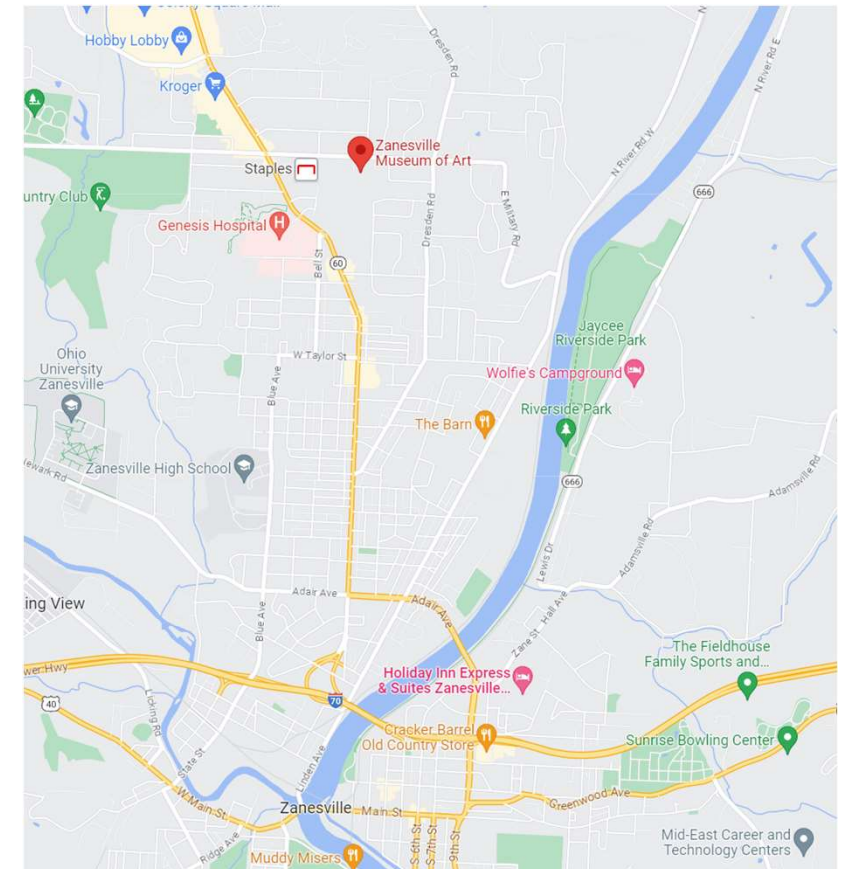 Hobby Lobby
Kroger
Dresden Rd
N River Rd E
N River Rd W
Zanesville
Museum of Art
Staples
untry Club
666
E Military Rd
Dresden Rd
Genesis Hospital
H
Bell St
60
Jaycee
Riverside Park
Ohio
University
Zanesville
W Taylor St
Wolfie's Campground
Blue Ave
Riverside Park
The Barn
Zanesville High School
ewark Rd
666
Adamsville Rd
Adamsville Rd
Lewis Dr
Adair Ave
Adair Ave
ing View
Blue Ave
Zane St
Hall Ave
The Fieldhouse
Family Sports and...
wer Hwy
Holiday Inn Express
& Suites Zanesville...
40
70
Licking Rd
Cracker Barrel
Old Country Store
Sunrise Bowling Center
State St
Linden Ave
W Main St
Greenwood Ave
Zanesville
Main St
S 6th St
S 7th St
9th St
Ridge Ave
Mid-East Career and
Technology Centers
Muddy Misers